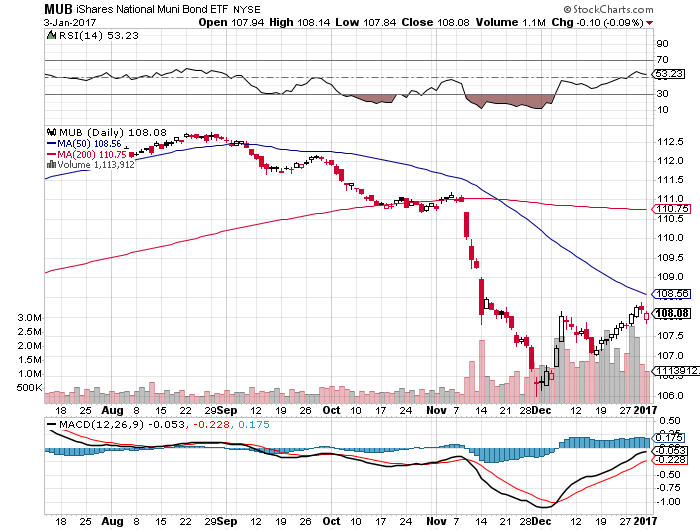 MUB iShares National Muni Bond ETF NYSE © StockCharts.com
3-Jan-2017 Open 107.94 High 108.14 Low 107.84 Close 108.08 Volume 1.1M Chg -0.10 (-0.09%)
RSI(14) 53.23
90
70
53.23
30
10
MUB (Daily) 108.08
MA(50) 108.56
MA(200) 110.75
Volume 1,113,912
112.5
112.0
111.5
111.0
110.75
110.5
110.0
109.5
109.0
108.56
108.08
107.5
107.0
1113912
106.0
3.0M
2.5M
2.0M
1.5M
1.0M
500K
18 25 Aug 8 15 22 29 Sep 12 19 26 Oct 10 17 24 Nov 7 14 21 28 Dec 12 19 27 2017
MACD(12,26,9) -0.053, -0.228, 0.175
0.50
0.175
-0.053
-0.228
-0.50
-0.75
-1.00
18 25 Aug 8 15 22 29 Sep 12 19 26 Oct 10 17 24 Nov 7 14 21 28 Dec 12 19 27 2017